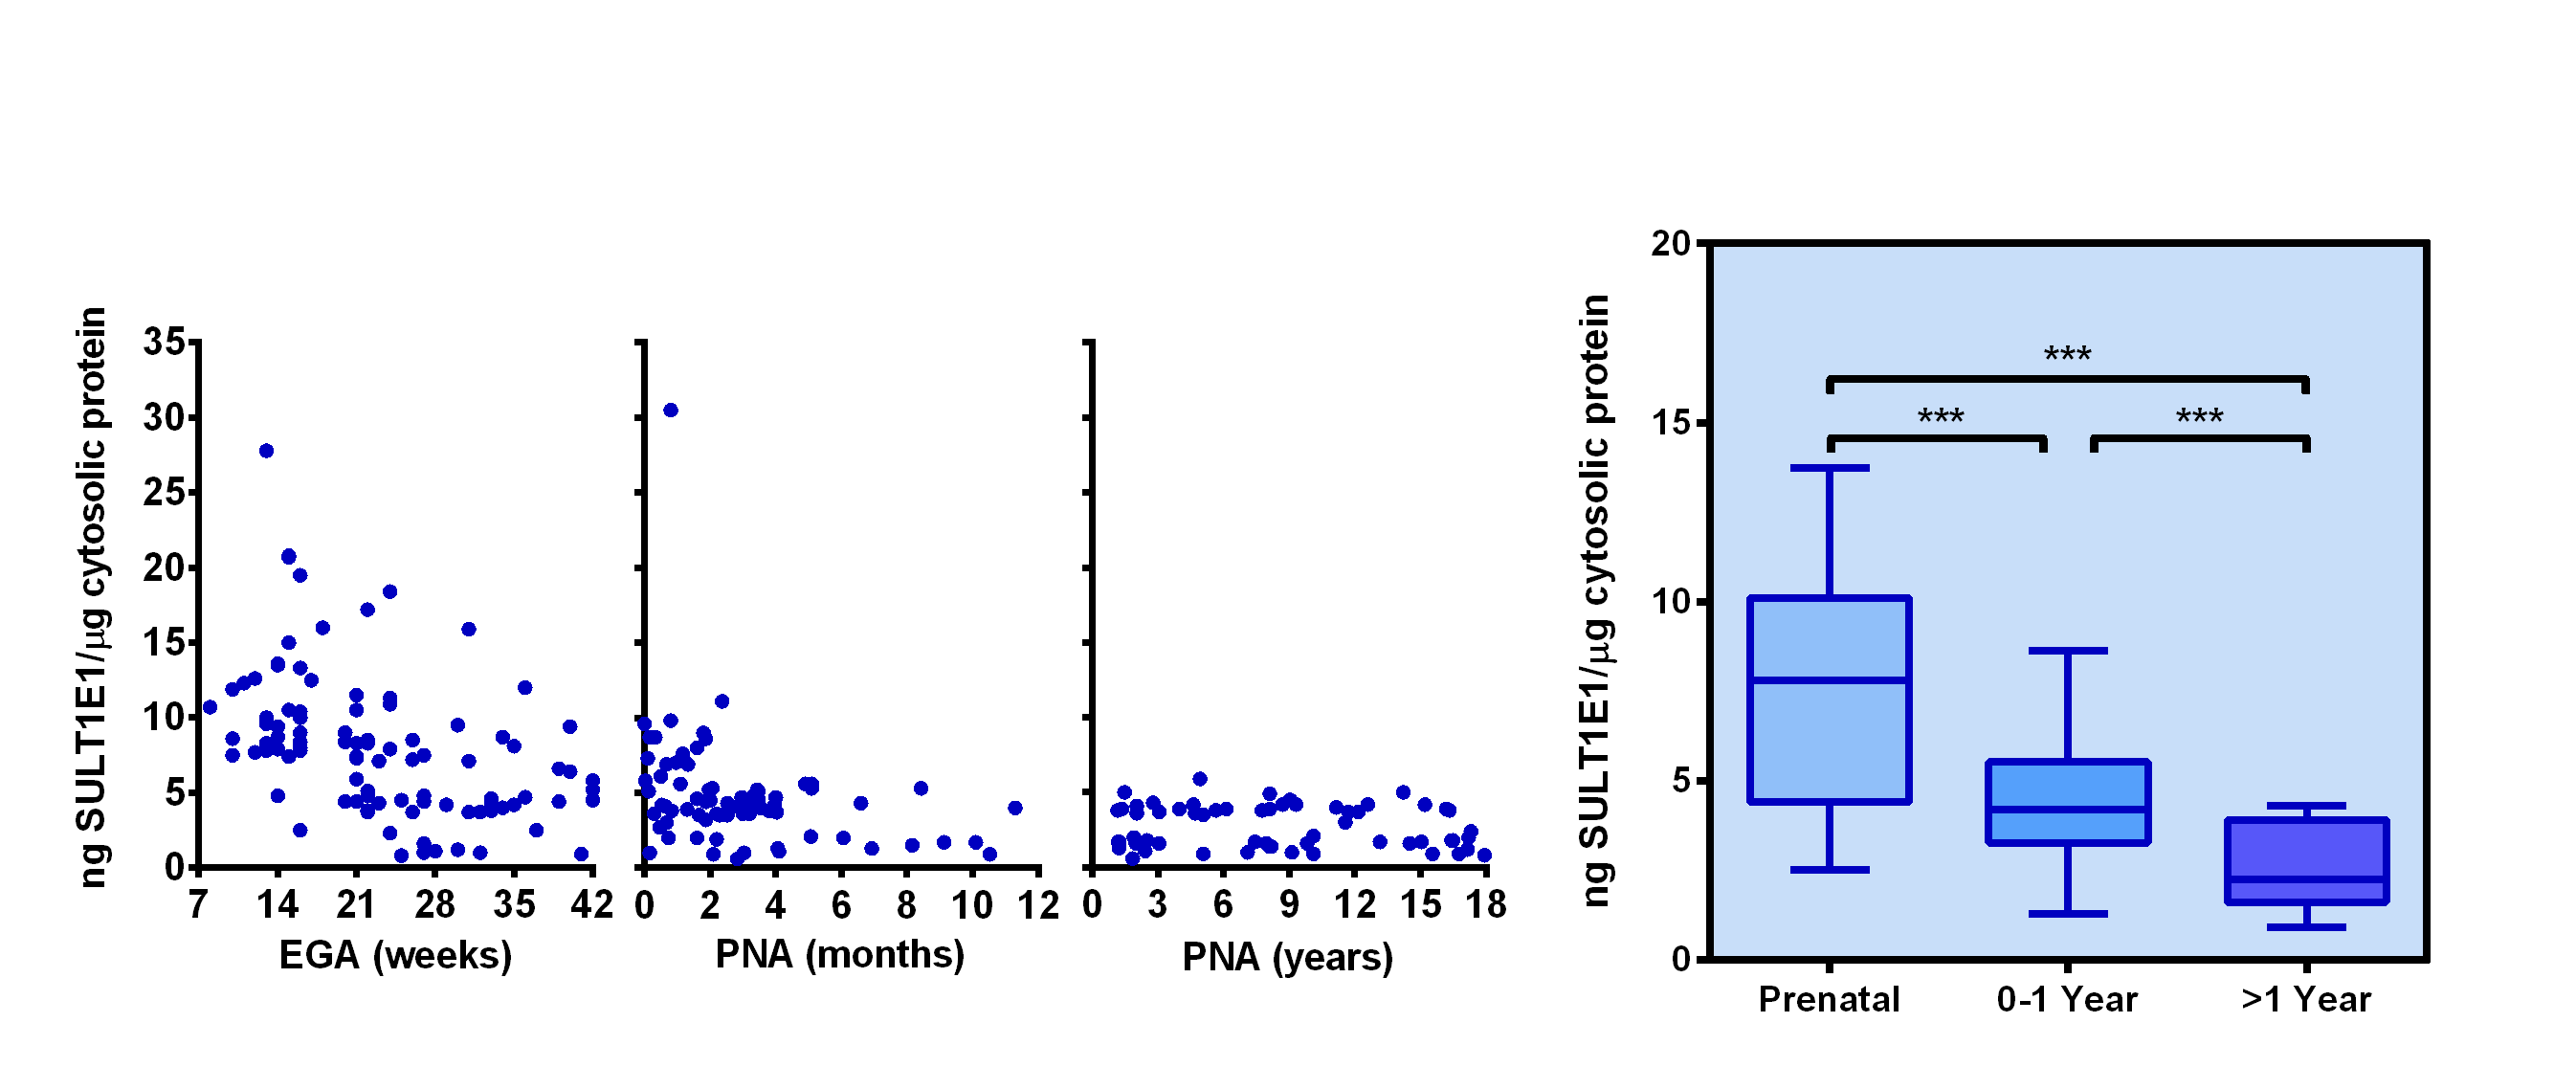 ng SULT1E1/μg cytosolic protein
35
30
25
20
15
10
5
0
7 14 21 28 35 42
EGA (weeks)
0 2 4 6 8 10 12
PNA (months)
0 3 6 9 12 15 18
PNA (years)
ng SULT1E1/μg cytosolic protein
20
15
10
5
0
***
*** ***
Prenatal 0-1 Year >1 Year